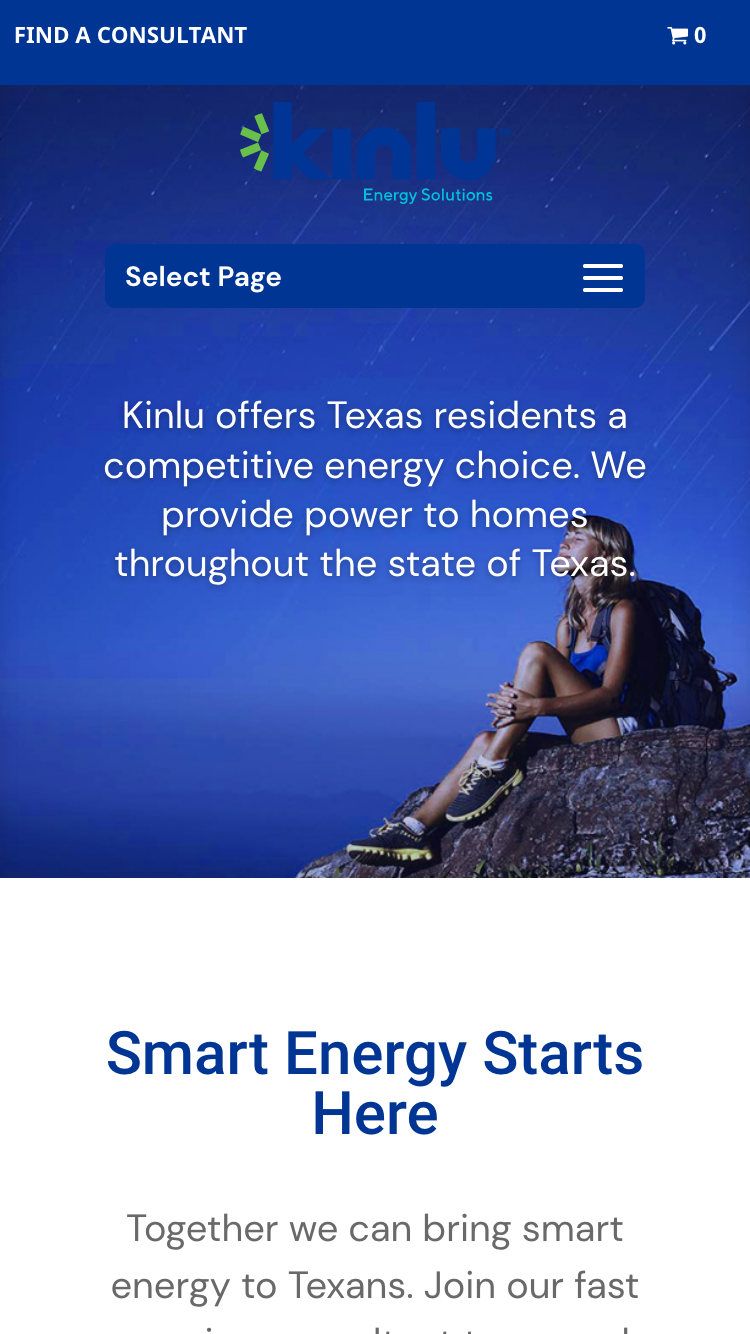 FIND A CONSULTANT
0
kinlu
Energy Solutions
Select Page
Kinlu offers Texas residents a
competitive energy choice. We
provide power to homes
throughout the state of Texas.
Smart Energy Starts
Here
Together we can bring smart
energy to Texans. Join our fast